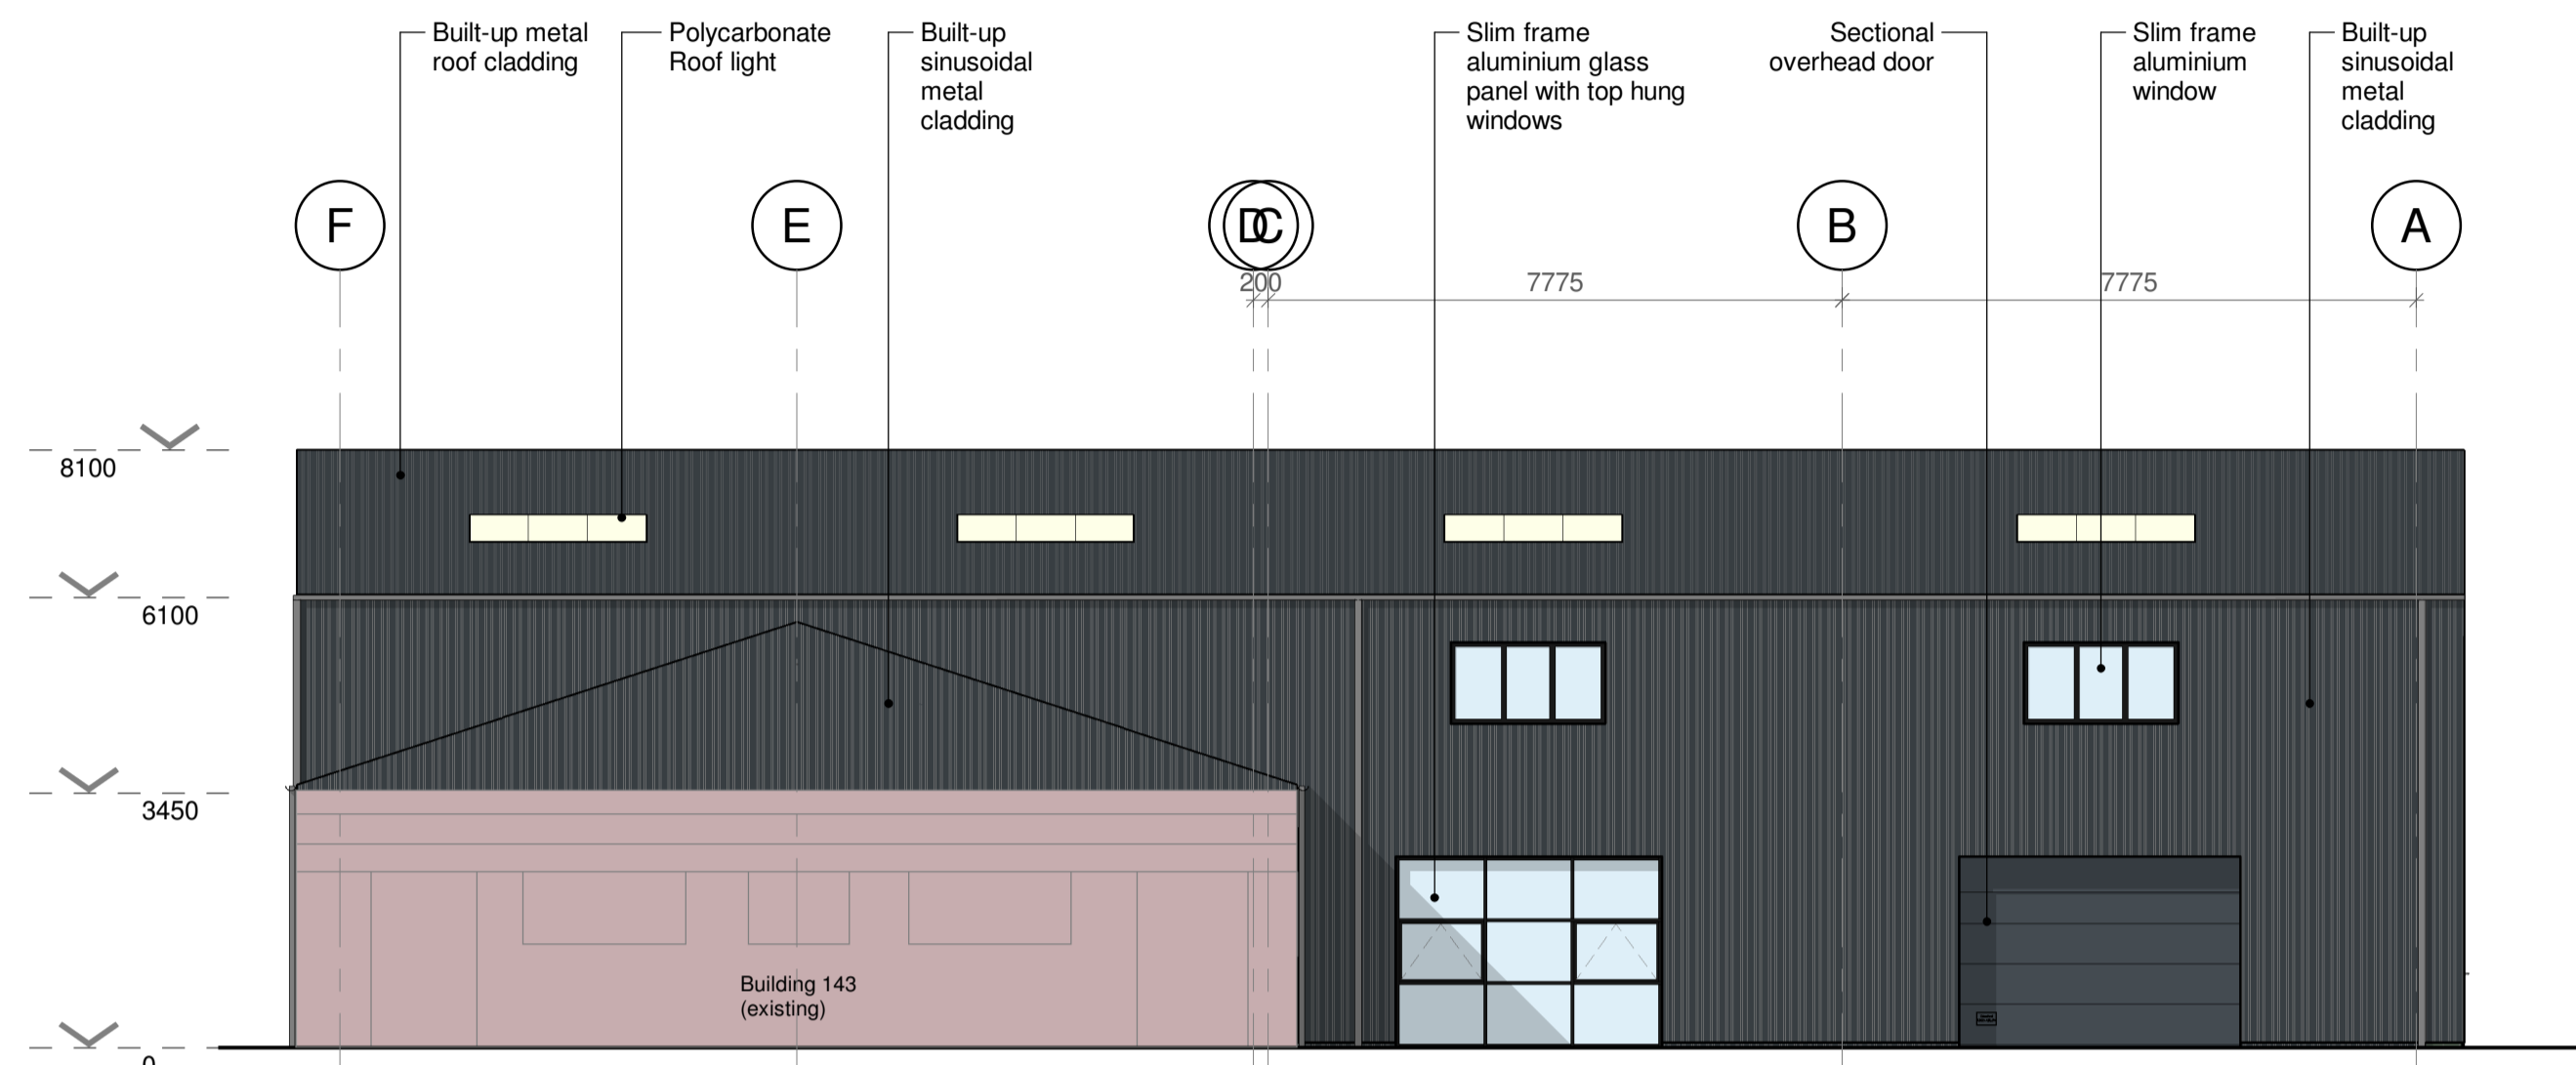 Built-up metal
roof cladding
Polycarbonate
Roof light
Built-up
sinusoidal
metal
cladding
Slim frame
aluminium glass
panel with top hung
windows
Sectional
overhead door
Slim frame
aluminium
window
Built-up
sinusoidal
metal
cladding
F
E
D
C
B
A
200
7775
7775
8100
6100
3450
0
Building 143
(existing)